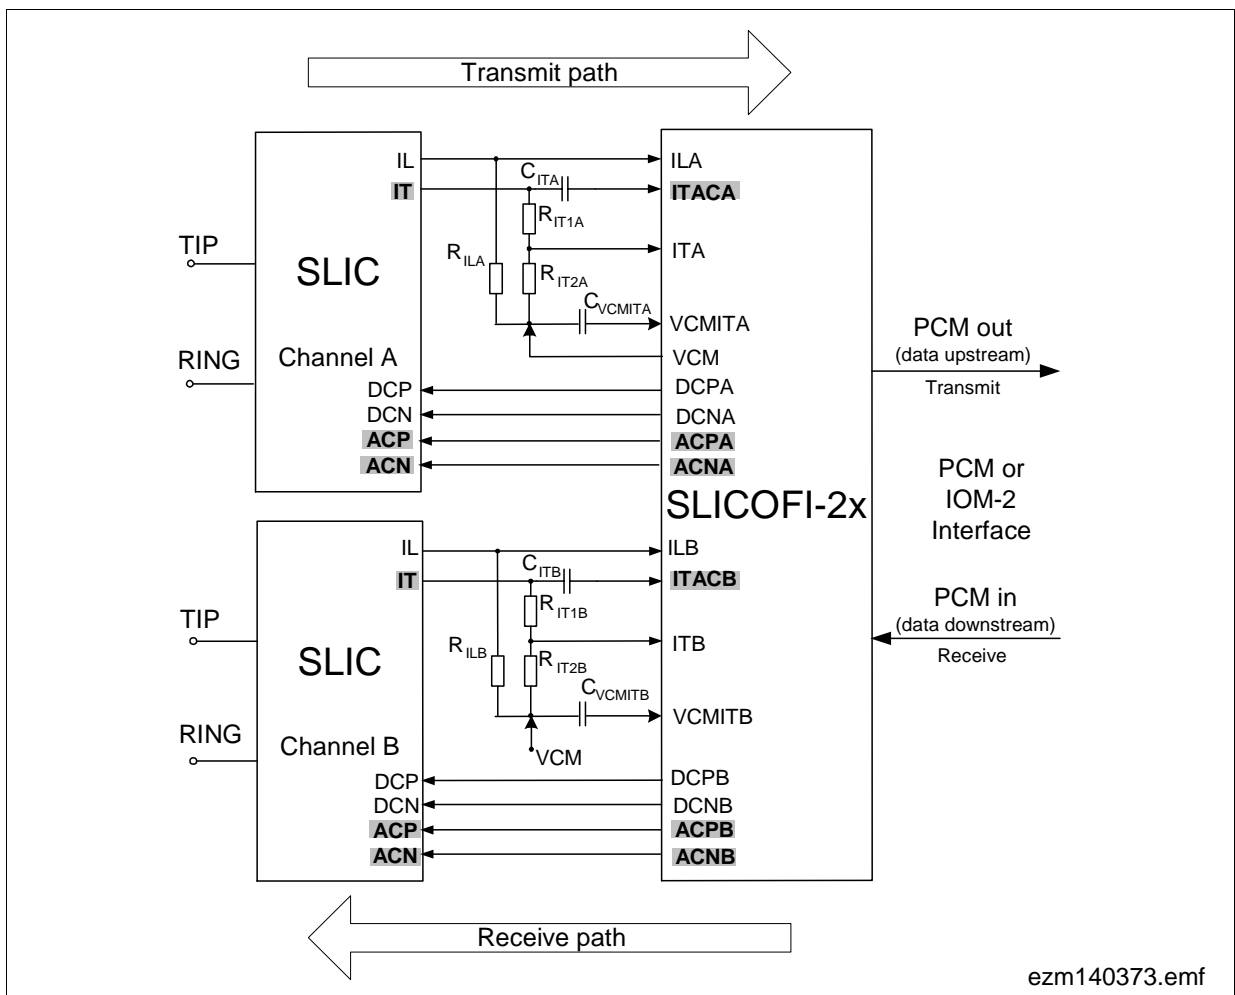 Transmit path
IL
IT
TIP
SLIC
RING
Channel A
DCP
DCN
ACP
ACN
CITA
RIT1A
RILA
RIT2A
CVCMITA
ILA
ITACA
ITA
VCMITA
VCM
DCPA
DCNA
ACPA
ACNA
SLICOFI-2x
PCM out
(data upstream)
Transmit
PCM or
IOM-2
Interface
PCM in
(data downstream)
Receive
IL
IT
TIP
SLIC
RING
Channel B
DCP
DCN
ACP
ACN
CITB
RIT1B
RILB
RIT2B
CVCMITB
VCM
ILB
ITACB
ITB
VCMITB
DCPB
DCNB
ACPB
ACNB
Receive path
ezm140373.emf